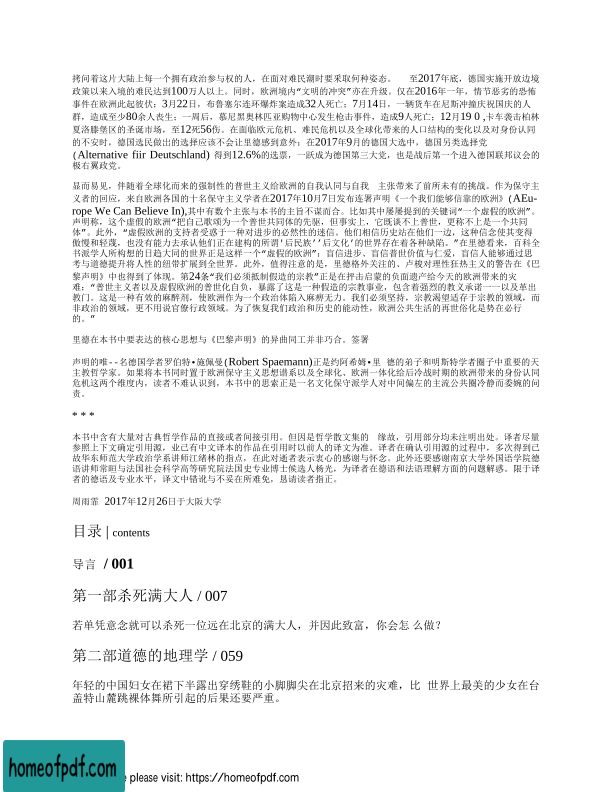 拷问着这片大陆上每一个拥有政治参与权的人，在面对难民潮时要采取何种姿态。 至2017年底，德国实施开放边境
政策以来入境的难民达到100万人以上。同时，欧洲境内“文明的冲突”亦在升级。仅在2016年一年，情节恶劣的恐怖
事件在欧洲此起彼伏：3月22日，布鲁塞尔连环爆炸案造成32人死亡；7月14日，一辆货车在尼斯冲撞庆祝国庆的人
群，造成至少80余人丧生；一周后，慕尼黑奥林匹亚购物中心发生枪击事件，造成9人死亡；12月19 0 , 卡车袭击柏林
夏洛滕堡区的圣诞市场，至12死56伤。在面临欧元危机、难民危机以及全球化带来的人口结构的变化以及对身份认同
的不安时，德国选民做出的选择应该不会让里德感到意外：在2017年9月的德国大选中，德国另类选择党
(Alternative fiir Deutschland) 得到12.6%的选票，一跃成为德国第三大党，也是战后第一个进入德国联邦议会的
极右翼政党。
显而易见，伴随着全球化而来的强制性的普世主义给欧洲的自我认同与自我 主张带来了前所未有的挑战。作为保守主
义者的回应，来自欧洲各国的十名保守主义学者在2017年10月7日发布连署声明《一个我们能够信靠的欧洲》(AEu-
rope We Can Believe In),其中有数个主张与本书的主旨不谋而合。比如其中屡屡提到的关键词“一个虚假的欧洲”。
声明称，这个虚假的欧洲“把自己歌颂为一个普世共同体的先驱，但事实上，它既谈不上普世，更称不上是一个共同
体”。此外，“虚假欧洲的支持者受惑于一种对进步的必然性的迷信。他们相信历史站在他们一边，这种信念使其变得
傲慢和轻蔑，也没有能力去承认他们正在建构的所谓'后民族‘’后文化’的世界存在着各种缺陷。”在里德看来，百科全
书派学人所构想的日趋大同的世界正是这样一个“虚假的欧洲”：盲信进步、盲信普世价值与仁爱，盲信人能够通过思
考与道德提升将人性的纽带扩展到全世界。此外，值得注意的是，里德格外关注的、卢梭对理性狂热主义的警告在《巴
黎声明》中也得到了体现。第24条“我们必须抵制假造的宗教”正是在抨击启蒙的负面遗产给今天的欧洲带来的灾
难：“普世主义者以及虚假欧洲的普世化自负，暴露了这是一种假造的宗教事业，包含着强烈的教义承诺一一以及革出
教门。这是一种有效的麻醉剂，使欧洲作为一个政治体陷入麻痹无力。我们必须坚持，宗教渴望适存于宗教的领域，而
非政治的领域，更不用说官僚行政领域。为了恢复我们政治和历史的能动性，欧洲公共生活的再世俗化是势在必行
的。”
里德在本书中要表达的核心思想与《巴黎声明》的异曲同工并非巧合。签署
声明的唯--名德国学者罗伯特•施佩曼(Robert Spaemann)正是约阿希姆•里 德的弟子和明斯特学者圈子中重要的天
主教哲学家。如果将本书同时置于欧洲保守主义思想谱系以及全球化、欧洲一体化给后冷战时期的欧洲带来的身份认同
危机这两个维度内，读者不难认识到，本书中的思索正是一名文化保守派学人对中间偏左的主流公共圈冷静而委婉的问
责。
* * *
本书中含有大量对古典哲学作品的直接或者间接引用。但因是哲学散文集的 缘故，引用部分均未注明出处。译者尽量
参照上下文确定引用源，业已有中文译本的作品在引用时以前人的译文为准。译者在确认引用源的过程中，多次得到已
故华东师范大学政治学系讲师江绪林的指点，在此对逝者表示衷心的感谢与怀念。此外还要感谢南京大学外国语学院德
语讲师常晅与法国社会科学高等研究院法国史专业博士候选人杨光，为译者在德语和法语理解方面的问题解惑。限于译
者的德语及专业水平，译文中错讹与不妥在所难免，恳请读者指正。
周雨霏 2017年12月26日于大阪大学
目录 | contents
导言 / 001
第一部杀死满大人 / 007
若单凭意念就可以杀死一位远在北京的满大人，并因此致富，你会怎 么做？
第二部道德的地理学 / 059
年轻的中国妇女在裙下半露出穿绣鞋的小脚脚尖在北京招来的灾难，比 世界上最美的少女在台
盖特山麓跳裸体舞所引起的后果还要严重。
homeofpdf.com
e please visit: https://homeofpdf.com